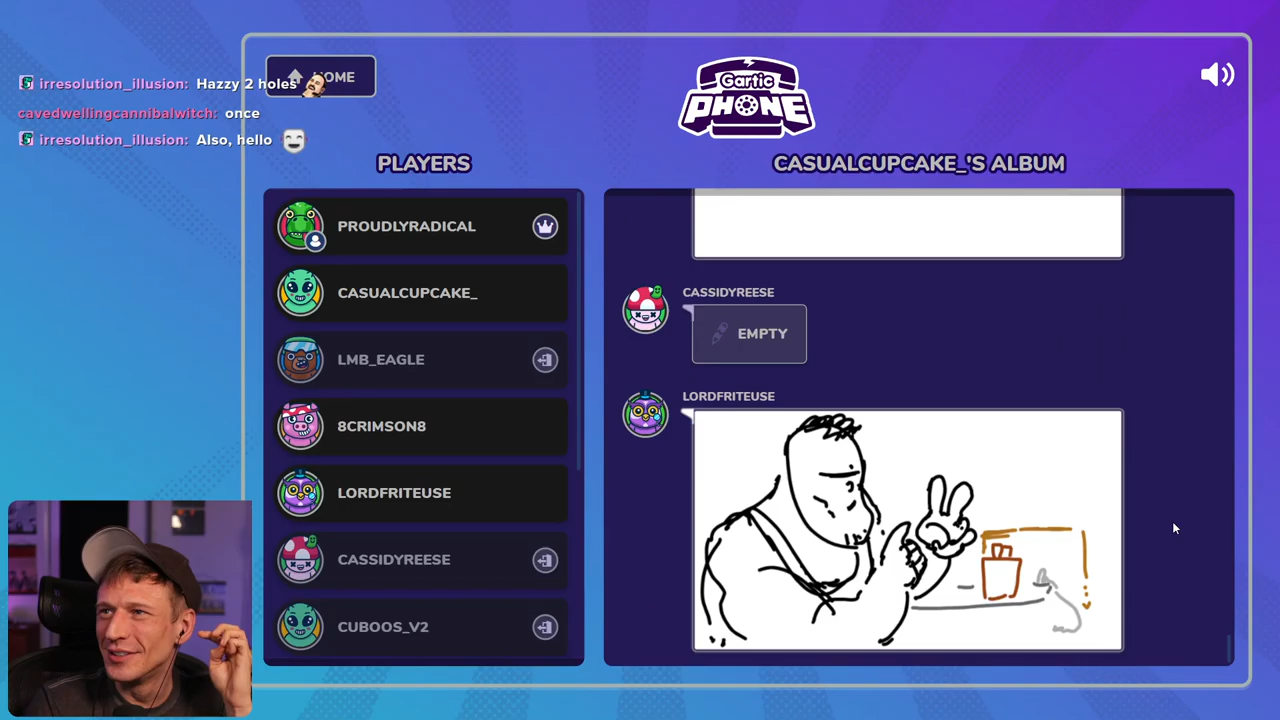 HOME
irresolution_illusion: Hazzy 2 holes
cavedwellingcannibalwitch: once
irresolution_illusion: Also, hello
Gartic
PHONE
PLAYERS
PROUDLYRADICAL
CASUALCUPCAKE_
LMB_EAGLE
8CRIMSON8
LORDFRITEUSE
CASSIDYREESE
CUBOOS_V2
CASUALCUPCAKE_'S ALBUM
CASSIDYREESE
EMPTY
LORDFRITEUSE